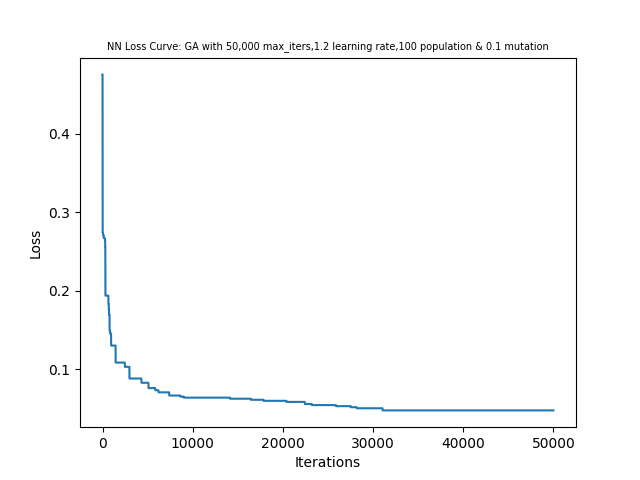 NN Loss Curve: GA with 50,000 max_iters,1.2 learning rate,100 population & 0.1 mutation
0.4
0.3
0.2
0.1
Loss
0 10000 20000 30000 40000 50000
Iterations